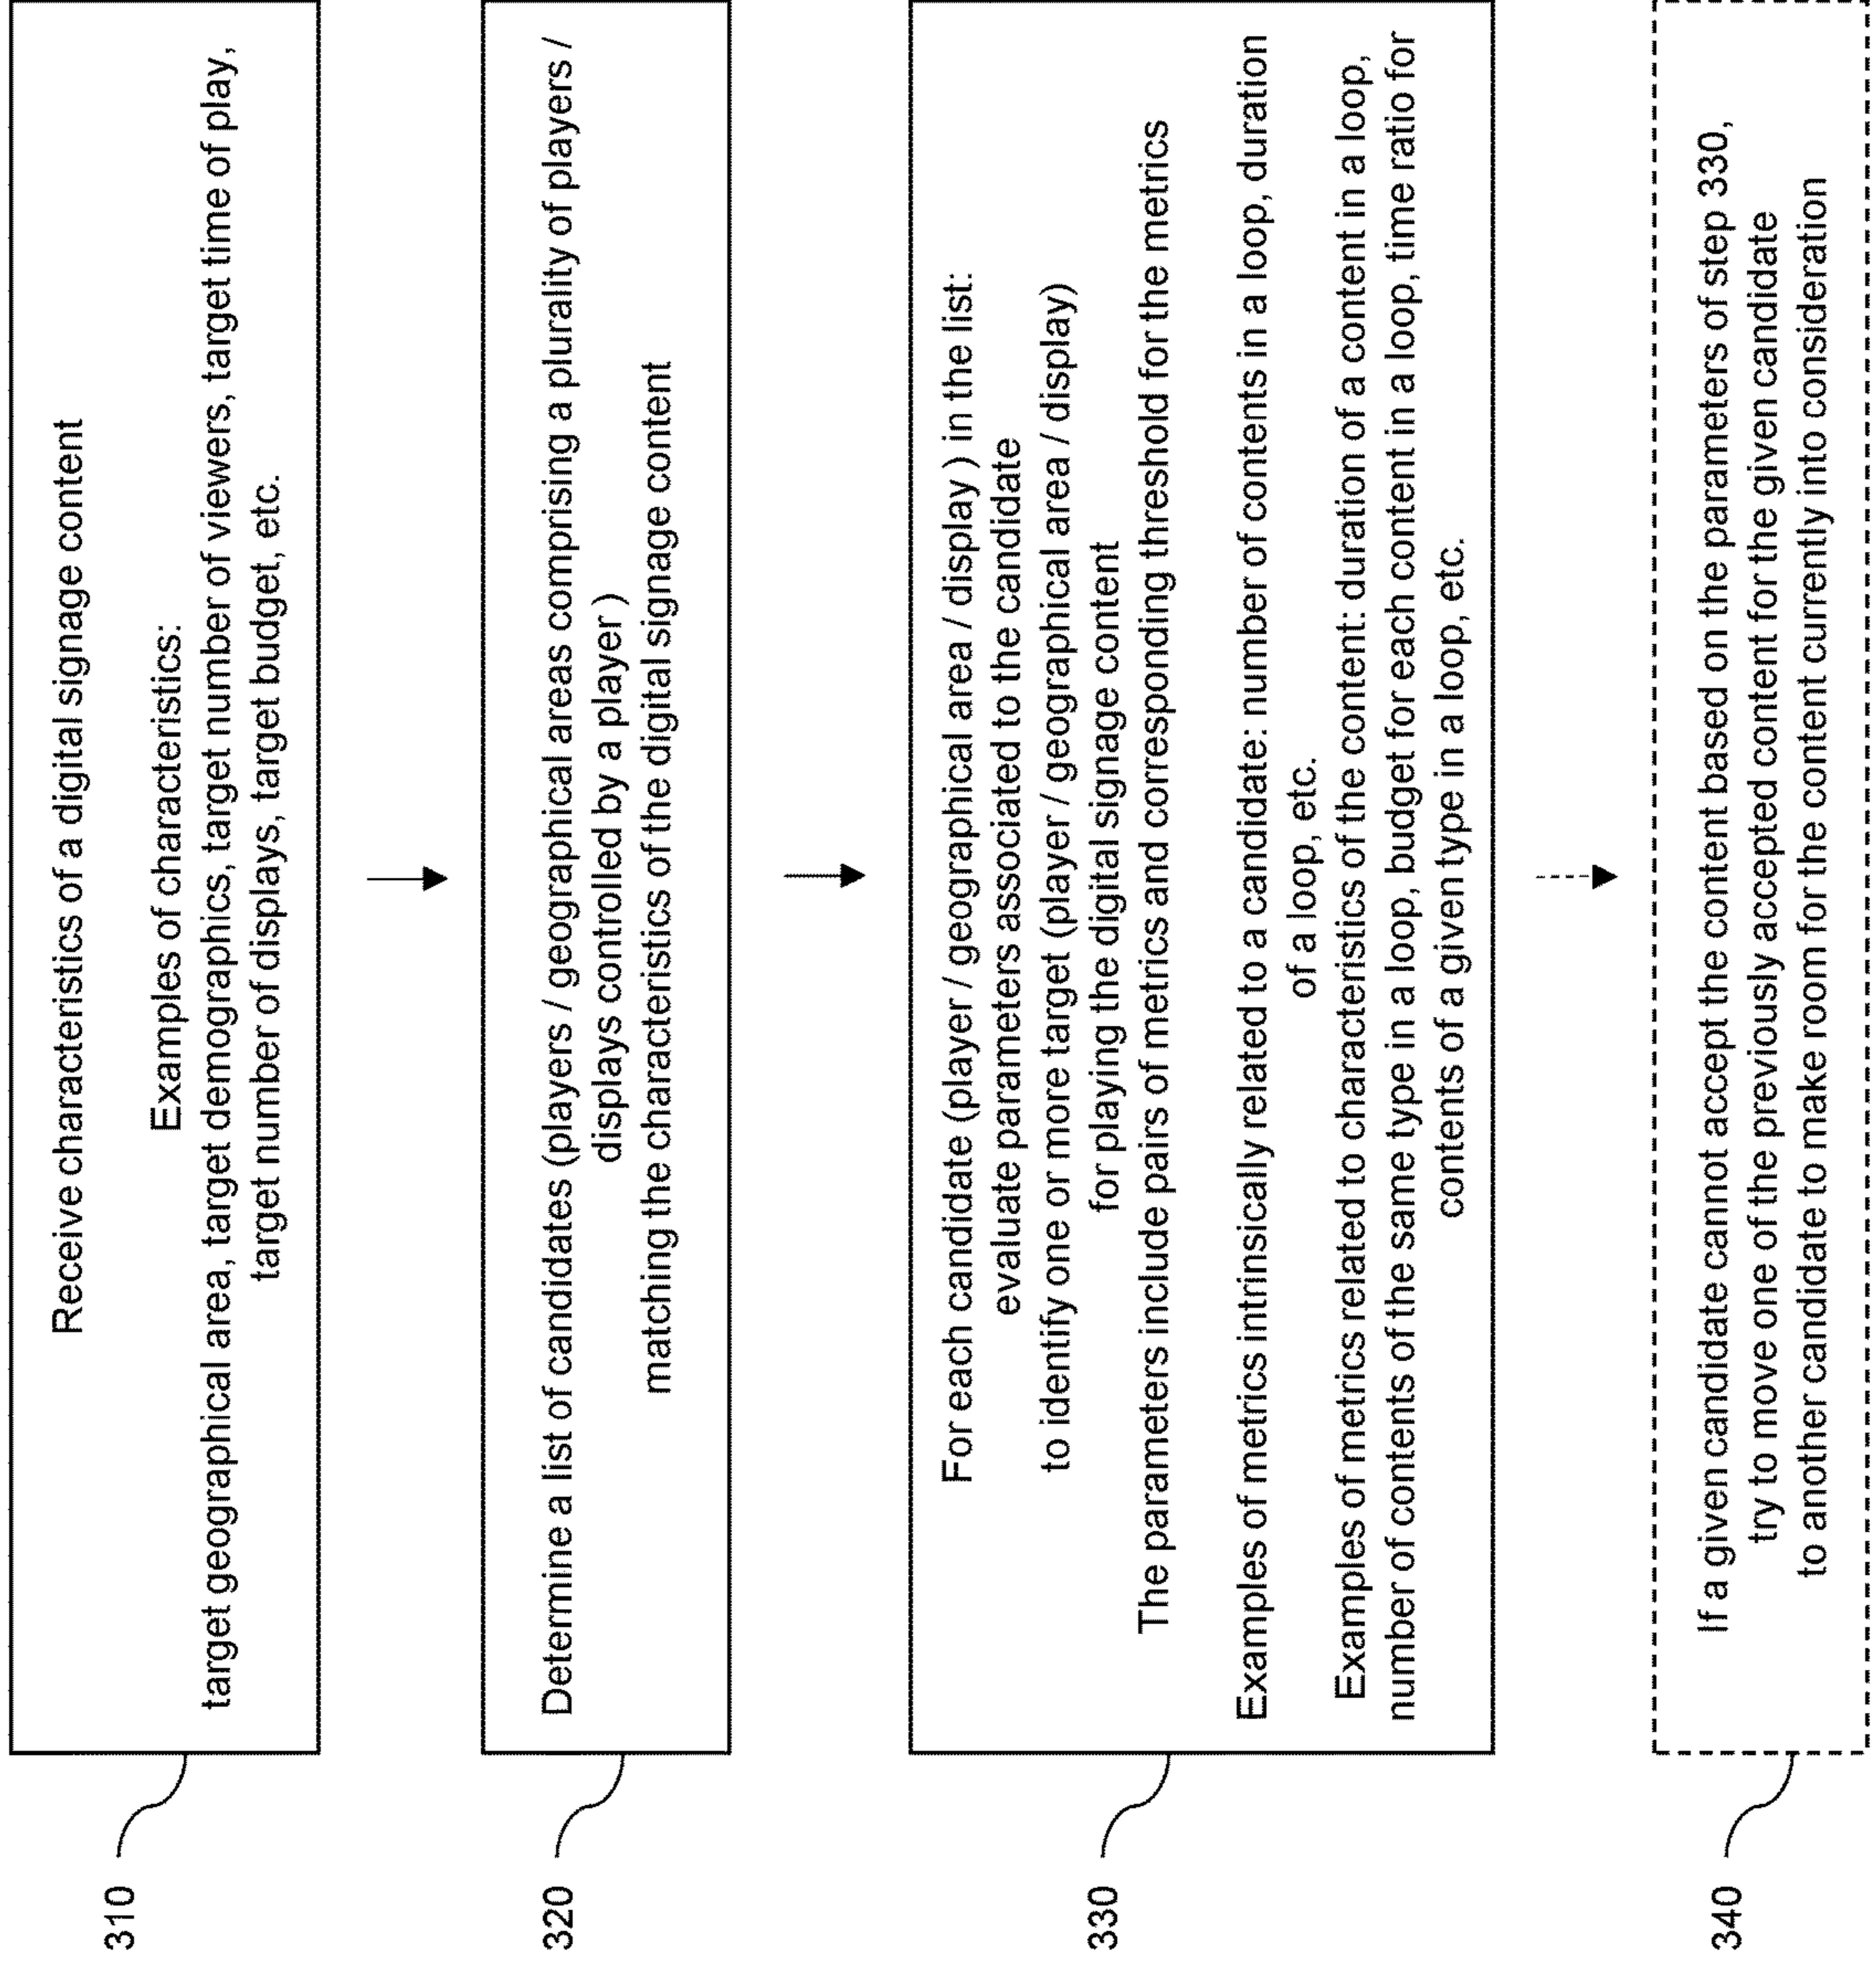 310
Receive characteristics of a digital signage content
Examples of characteristics:
target geographical area, target demographics, target number of viewers, target time of play,
target number of displays, target budget, etc.
320
Determine a list of candidates (players / geographical areas comprising a plurality of players /
displays controlled by a player )
matching the characteristics of the digital signage content
330
For each candidate (player / geographical area / display ) in the list:
evaluate parameters associated to the candidate
to identify one or more target (player / geographical area / display)
for playing the digital signage content
The parameters include pairs of metrics and corresponding threshold for the metrics
Examples of metrics intrinsically related to a candidate: number of contents in a loop, duration
of a loop, etc.
Examples of metrics related to characteristics of the content: duration of a content in a loop,
number of contents of the same type in a loop, budget for each content in a loop, time ratio for
contents of a given type in a loop, etc.
340
If a given candidate cannot accept the content based on the parameters of step 330,
try to move one of the previously accepted content for the given candidate
to another candidate to make room for the content currently into consideration